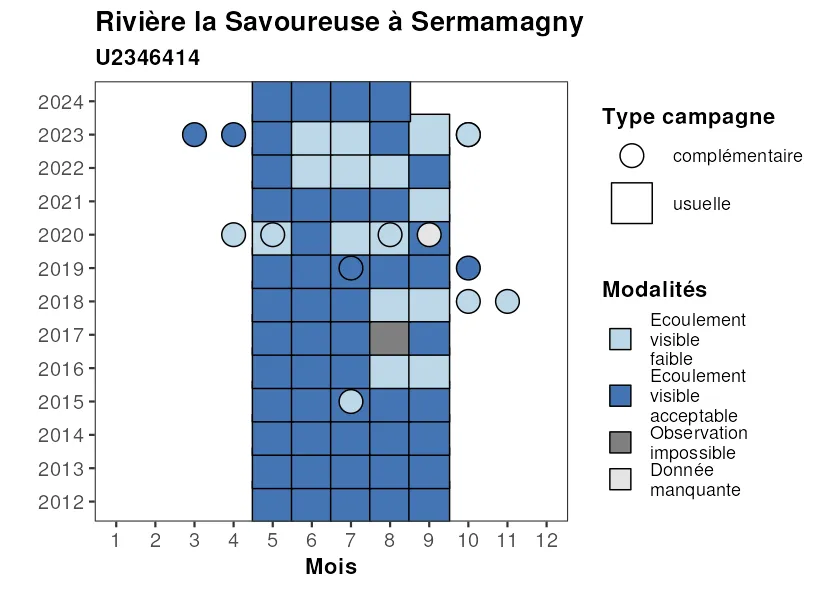 Rivière la Savoureuse à Sermamagny
U2346414
2024
2023
2022
2021
2020
2019
2018
2017
2016
2015
2014
2013
2012
1 2 3 4 5 6 7 8 9 10 11 12
Mois
Type campagne
complémentaire
usuelle
Modalités
Ecoulement
visible
faible
Ecoulement
visible
acceptable
Observation
impossible
Donnée
manquante